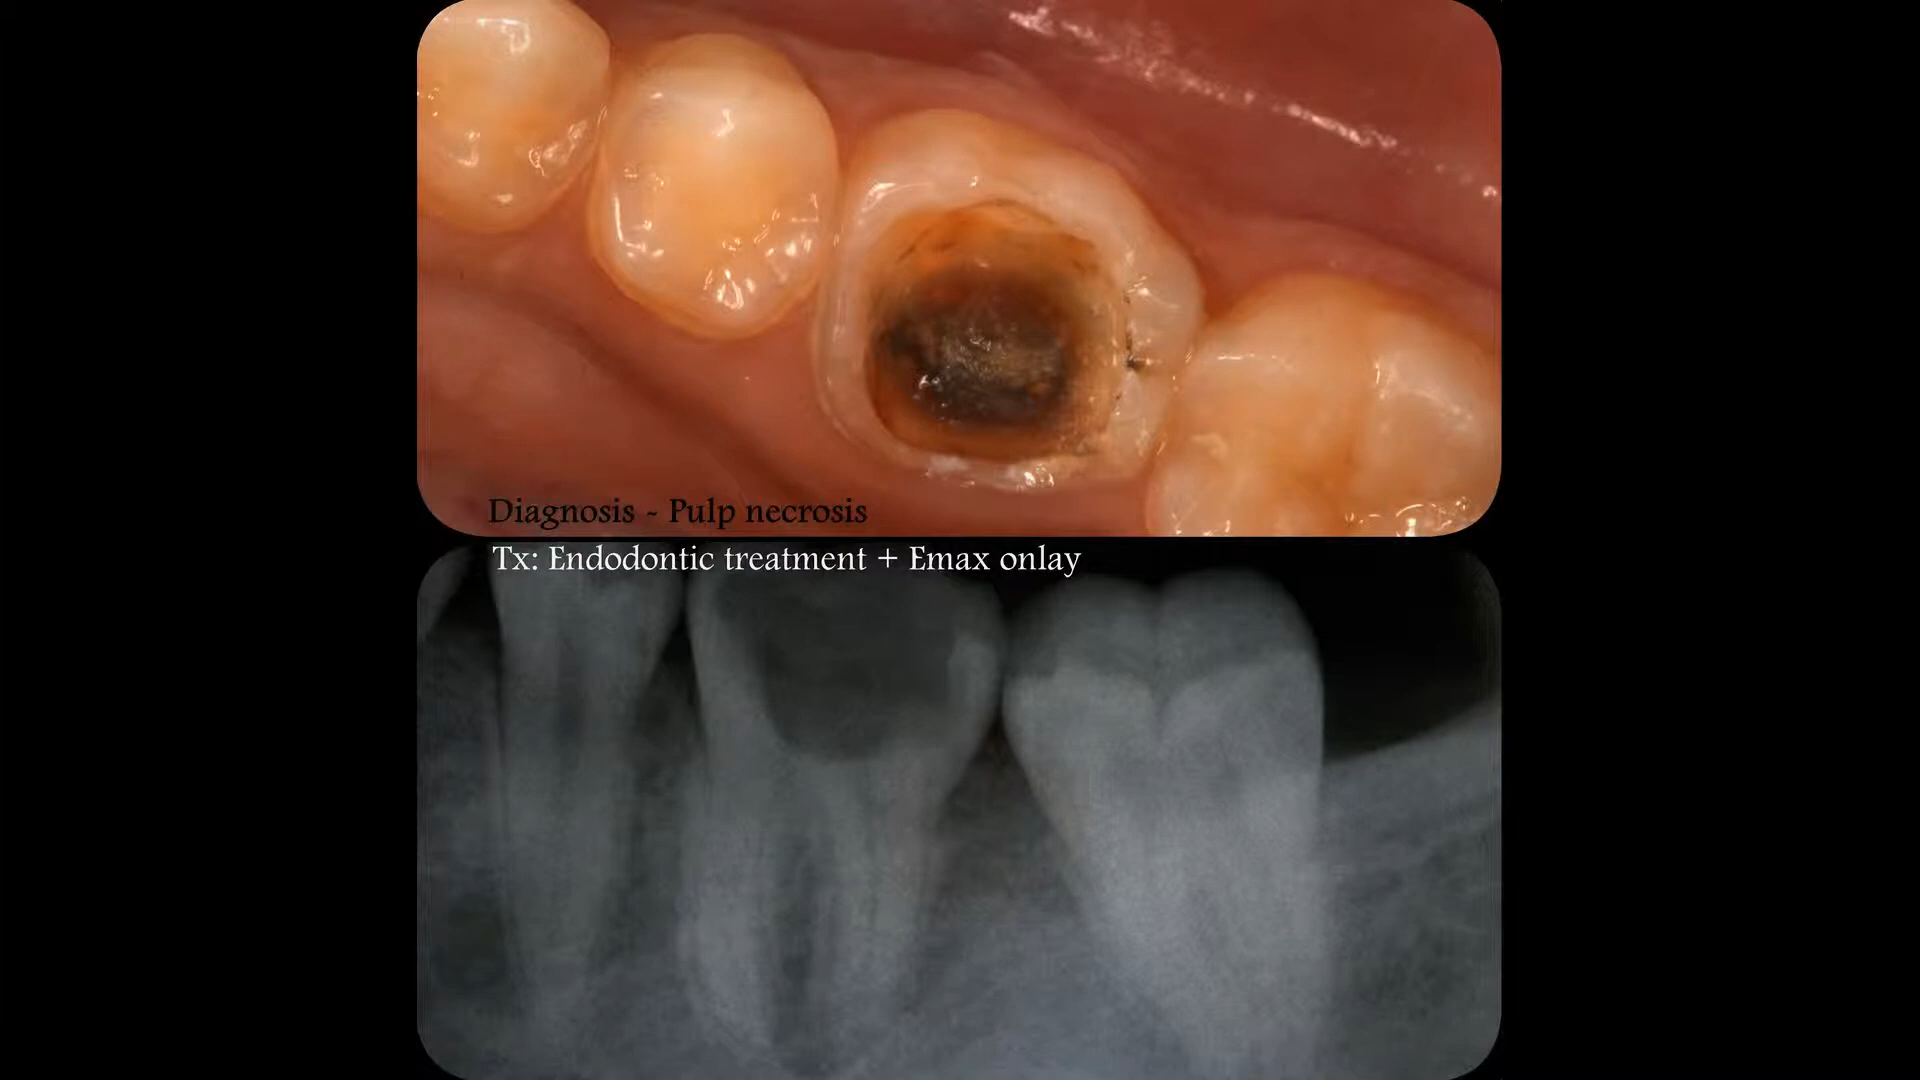 Diagnosis - Pulp necrosis
Tx: Endodontic treatment + Emax onlay